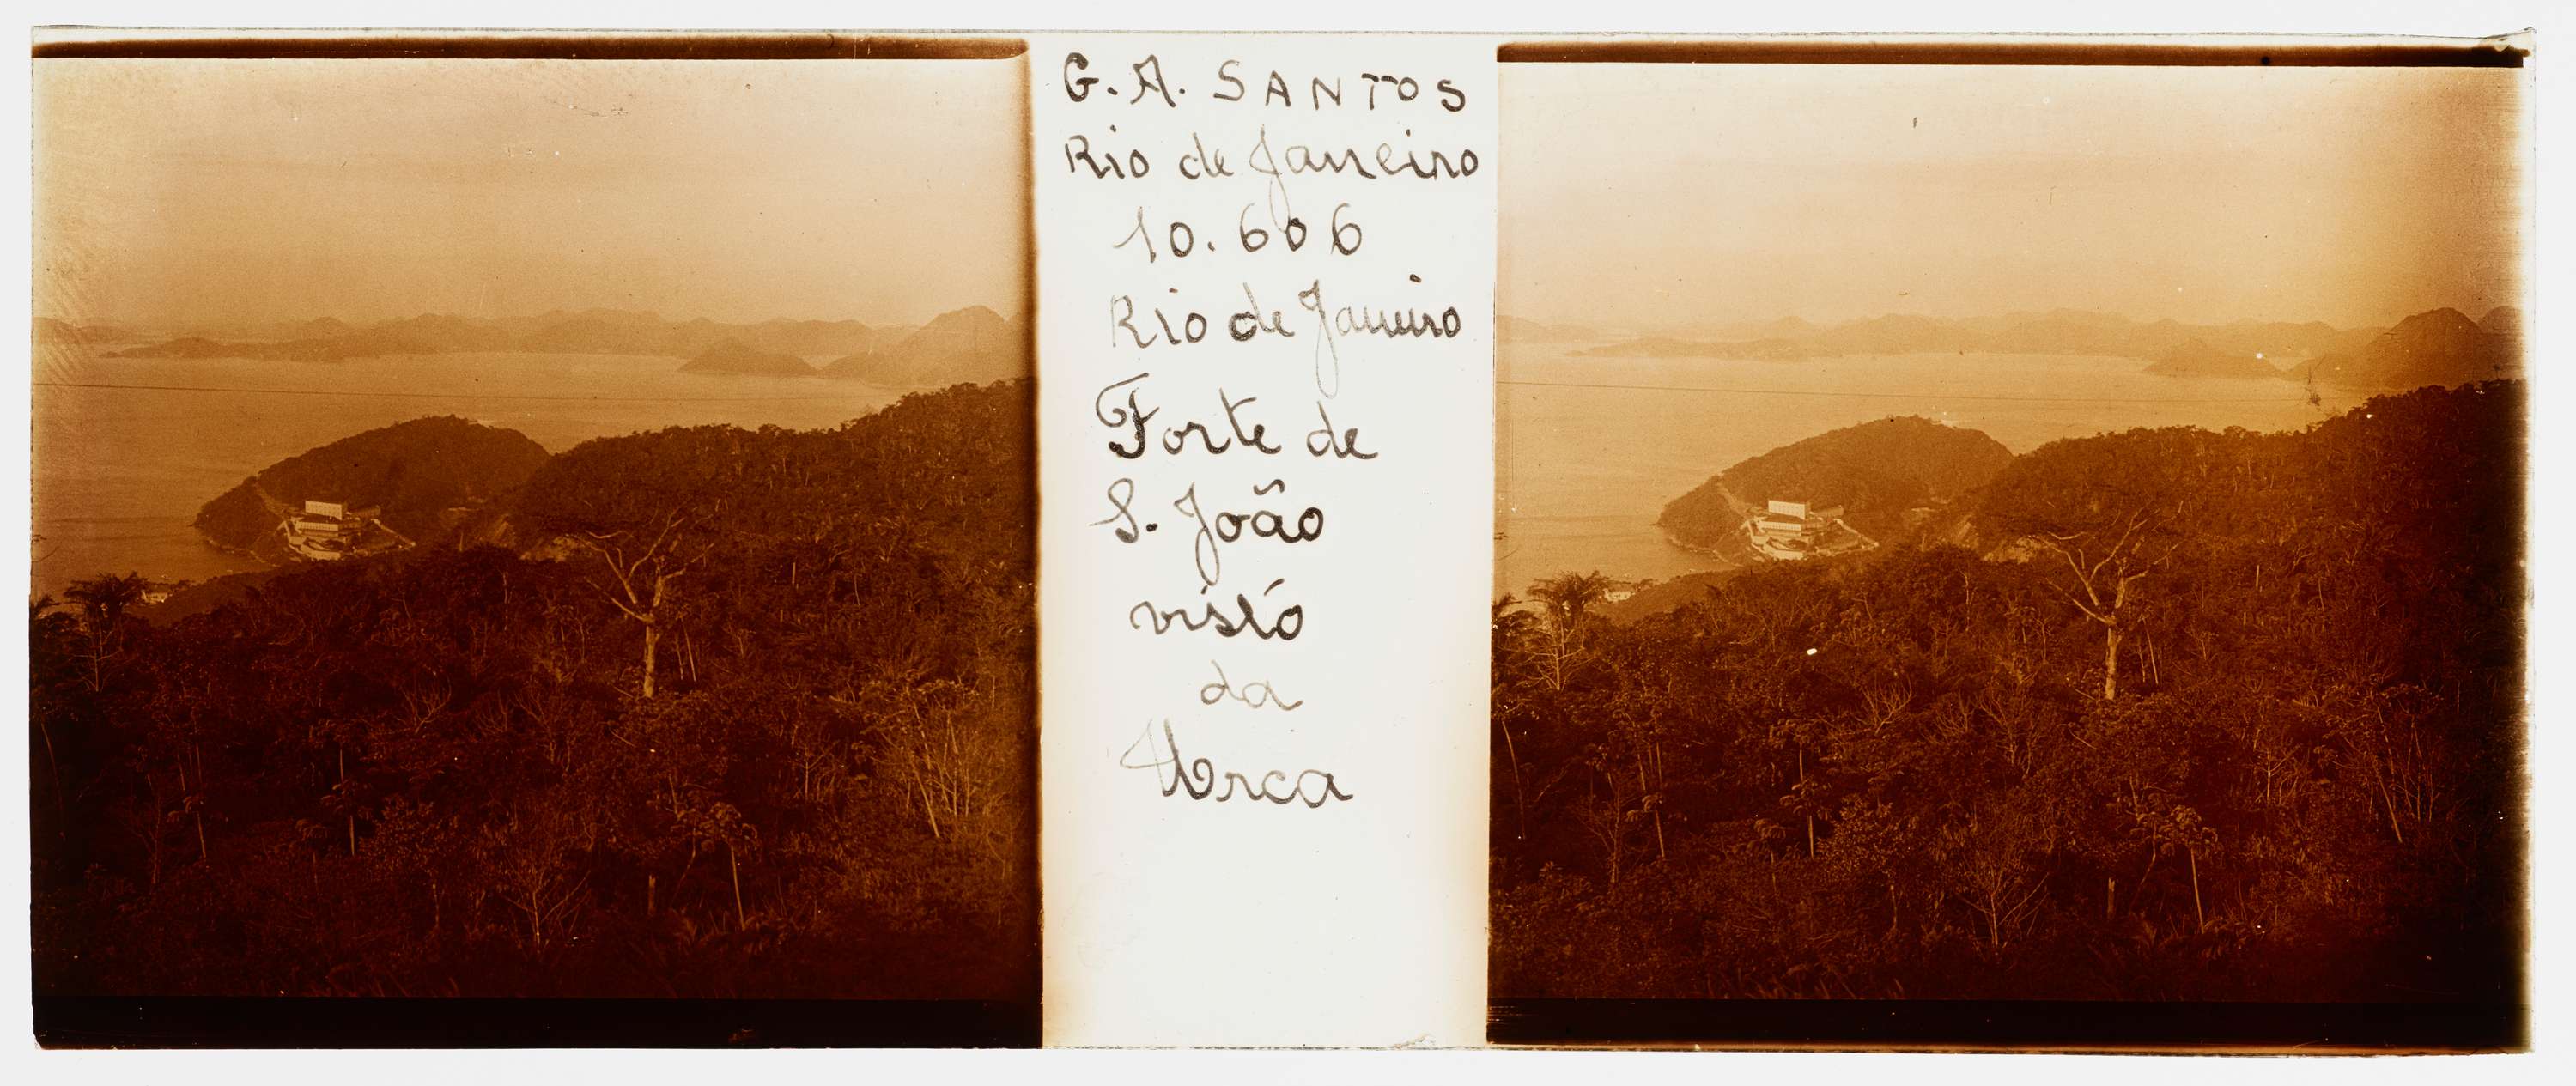 G. A. SANTOS
Rio de Janeiro
10.606
Rio de Janeiro
Forte de
S. João
visto
da
Urca